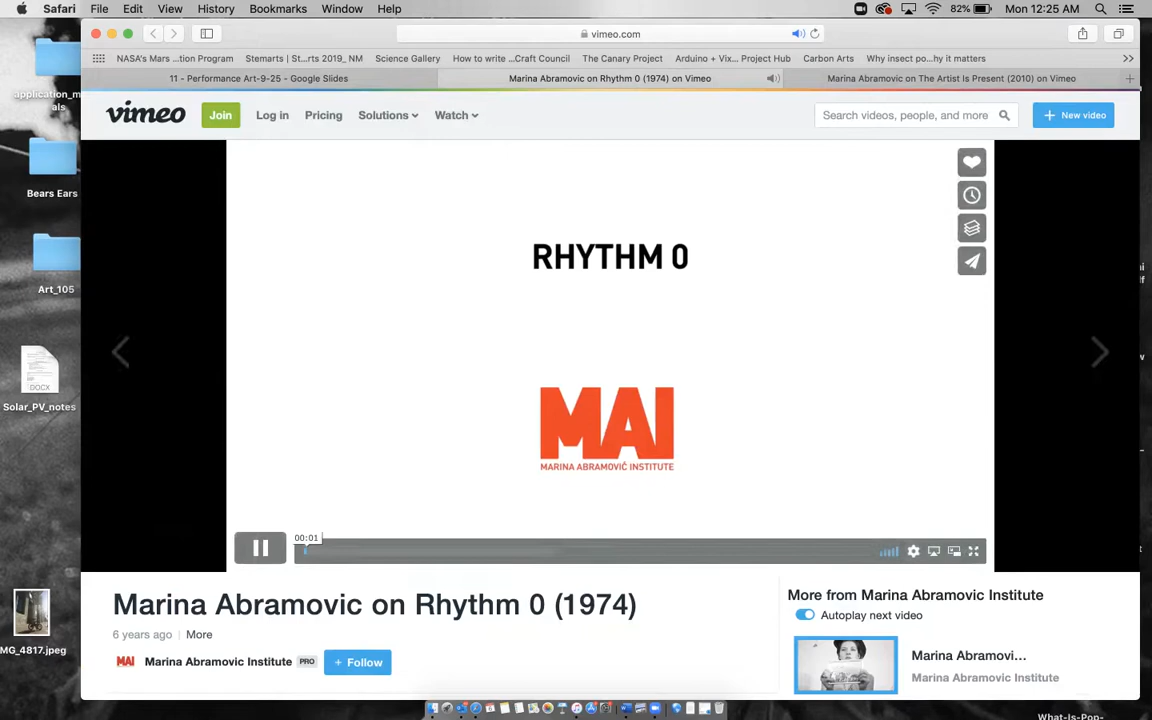 Safari File Edit View History Bookmarks Window Help 82% Mon 12:25 AM
vimeo.com
NASA's Mars ...tion Program Stemarts | St...rts 2019_ NM Science Gallery How to write ...Craft Council The Canary Project Arduino + Vix... Project Hub Carbon Arts Why insect po...hy it matters
11 - Performance Art-9-25 - Google Slides Marina Abramovic on Rhythm 0 (1974) on Vimeo Marina Abramovic on The Artist Is Present (2010) on Vimeo
vimeo Join Log in Pricing Solutions Watch Search videos, people, and more New video
application_m
als
Bears Ears
Art_105
DOCX
Solar_PV_notes
MG_4817.jpeg
RHYTHM 0
MAI
MARINA ABRAMOVIĆ INSTITUTE
00:01
Marina Abramovic on Rhythm 0 (1974)
6 years ago More
MAI Marina Abramovic Institute PRO + Follow
More from Marina Abramovic Institute
Autoplay next video
Marina Abramovi...
Marina Abramovic Institute
What-Is-Pop-